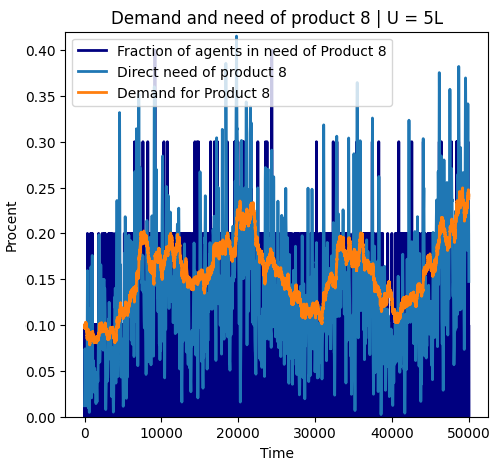 Demand and need of product 8 | U = 5L
Fraction of agents in need of Product 8
Direct need of product 8
Demand for Product 8
Procent
0.40
0.35
0.30
0.25
0.20
0.15
0.10
0.05
0.00
0 10000 20000 30000 40000 50000
Time